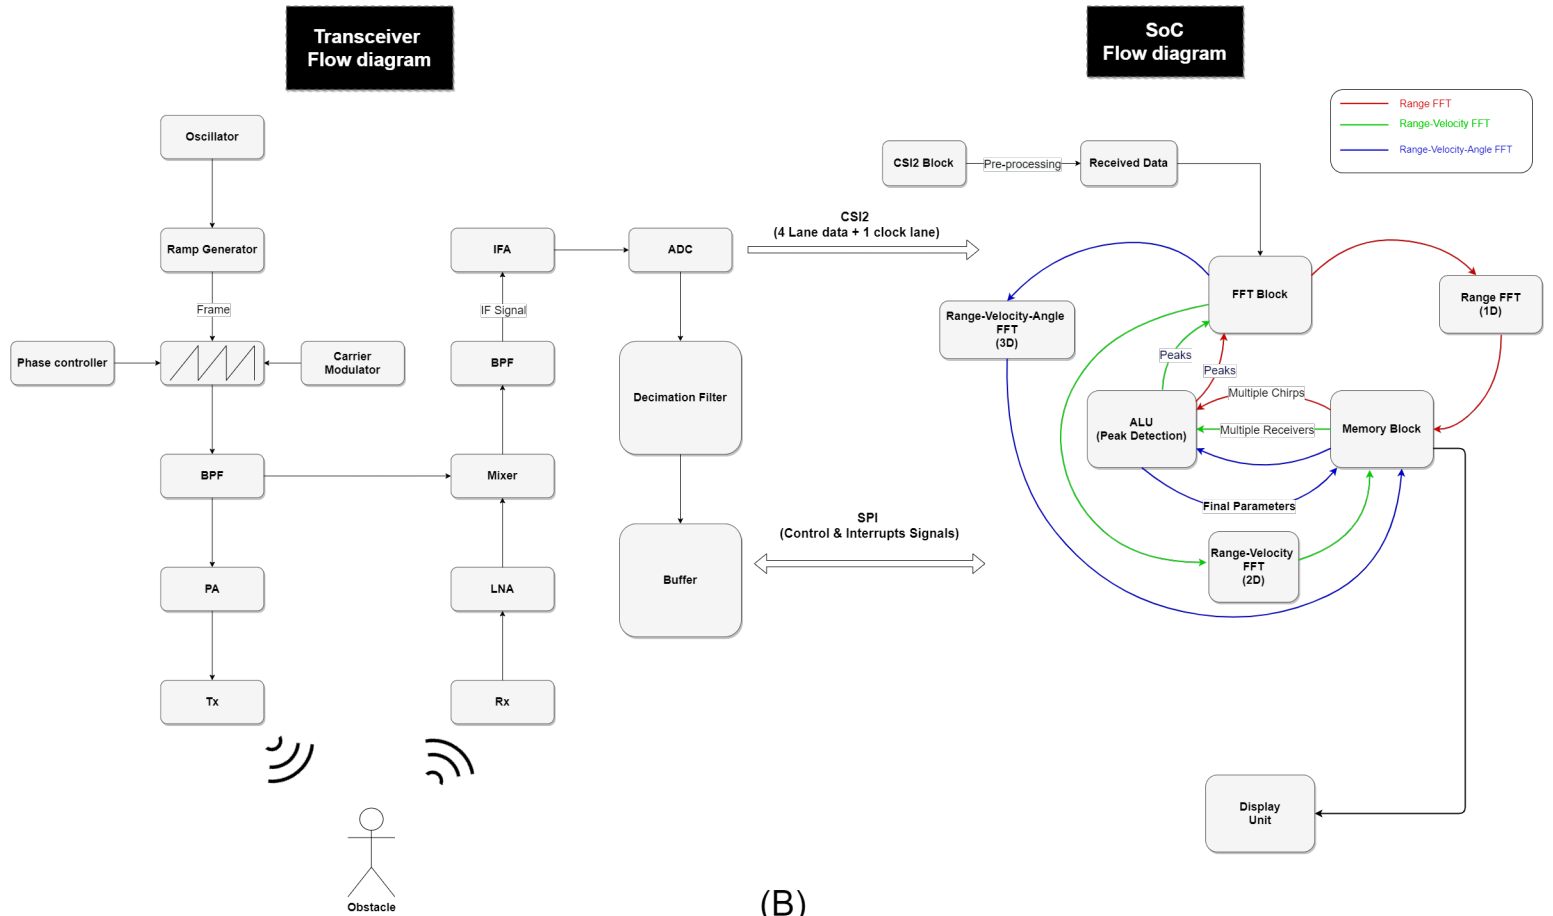 Transceiver
Flow diagram
SoC
Flow diagram
Range FFT
Range-Velocity FFT
Range-Velocity-Angle FFT
Oscillator
Ramp Generator
Frame
Phase controller
Carrier
Modulator
BPF
PA
Tx
IFA
IF Signal
BPF
Mixer
LNA
Rx
Obstacle
ADC
Decimation Filter
Buffer
CSI2
(4 Lane data + 1 clock lane)
SPI
(Control & Interrupts Signals)
CSI2 Block
Pre-processing
Received Data
FFT Block
Range FFT
(1D)
Range-Velocity-Angle
FFT
(3D)
Peaks
Peaks
Multiple Chirps
ALU
(Peak Detection)
Multiple Receivers
Memory Block
Final Parameters
Range-Velocity
FFT
(2D)
Display
Unit
(B)